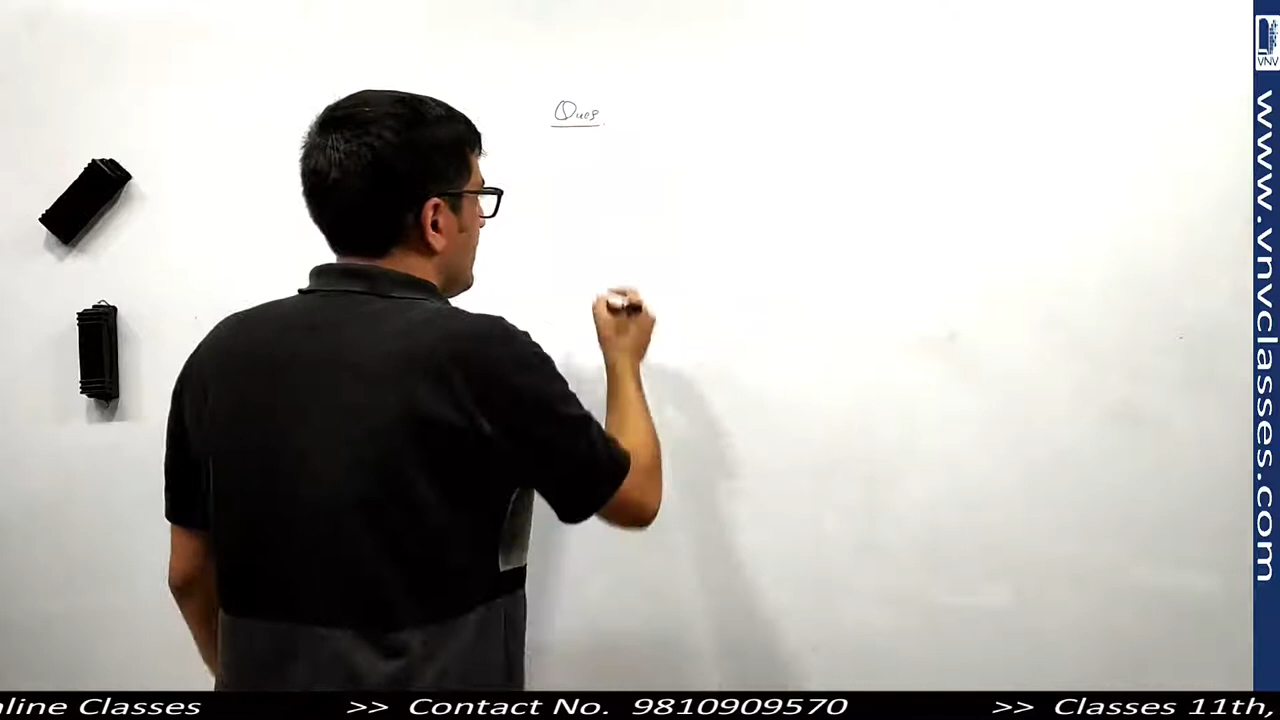 Ques.
VNV
www.vnvclasses.com
nline Classes >> Contact No. 9810909570 >> Classes 11th,